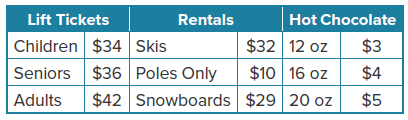 Lift Tickets Rentals Hot Chocolate
Children $34 Skis $32 12 oz $3
Seniors $36 Poles Only $10 16 oz $4
Adults $42 Snowboards $29 20 oz $5